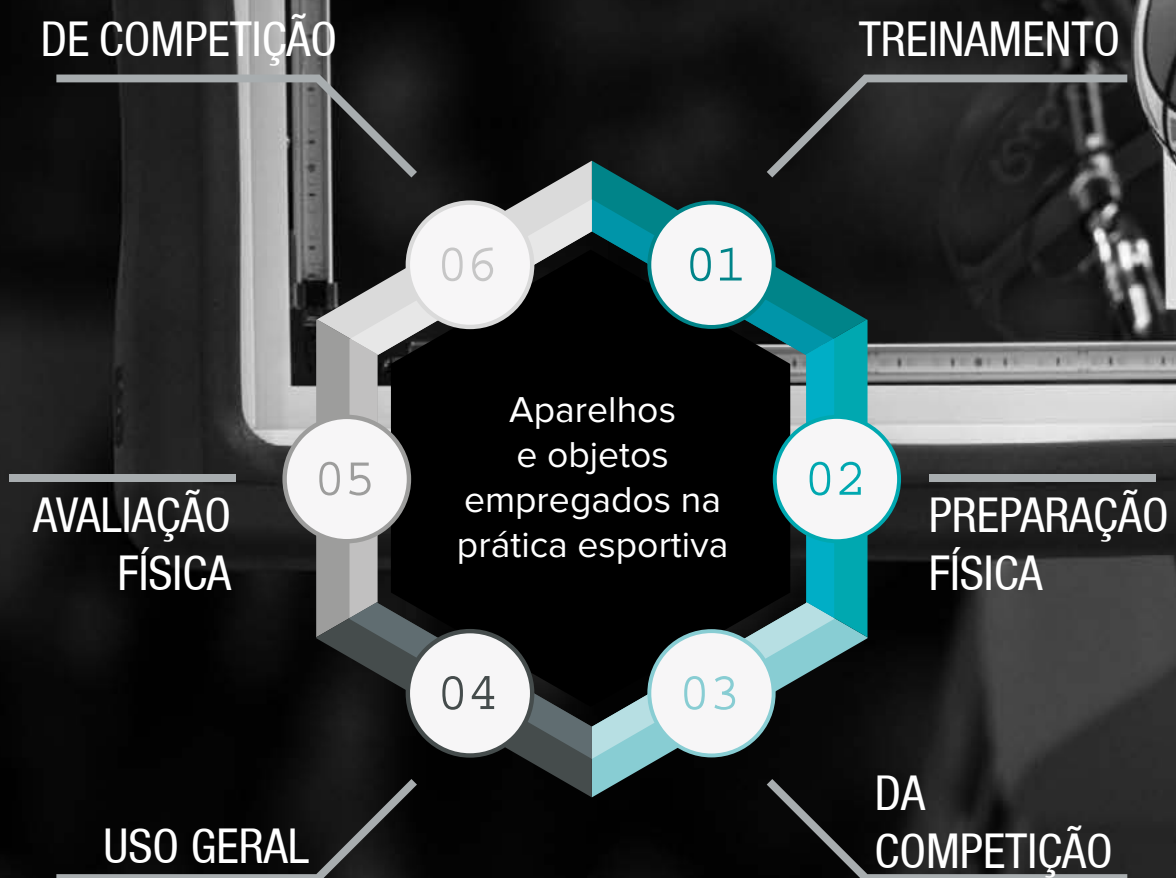 DE COMPETIÇÃO
TREINAMENTO
06
01
Aparelhos
e objetos
empregados na
prática esportiva
05
02
AVALIAÇÃO
FÍSICA
PREPARAÇÃO
FÍSICA
04
03
USO GERAL
DA
COMPETIÇÃO